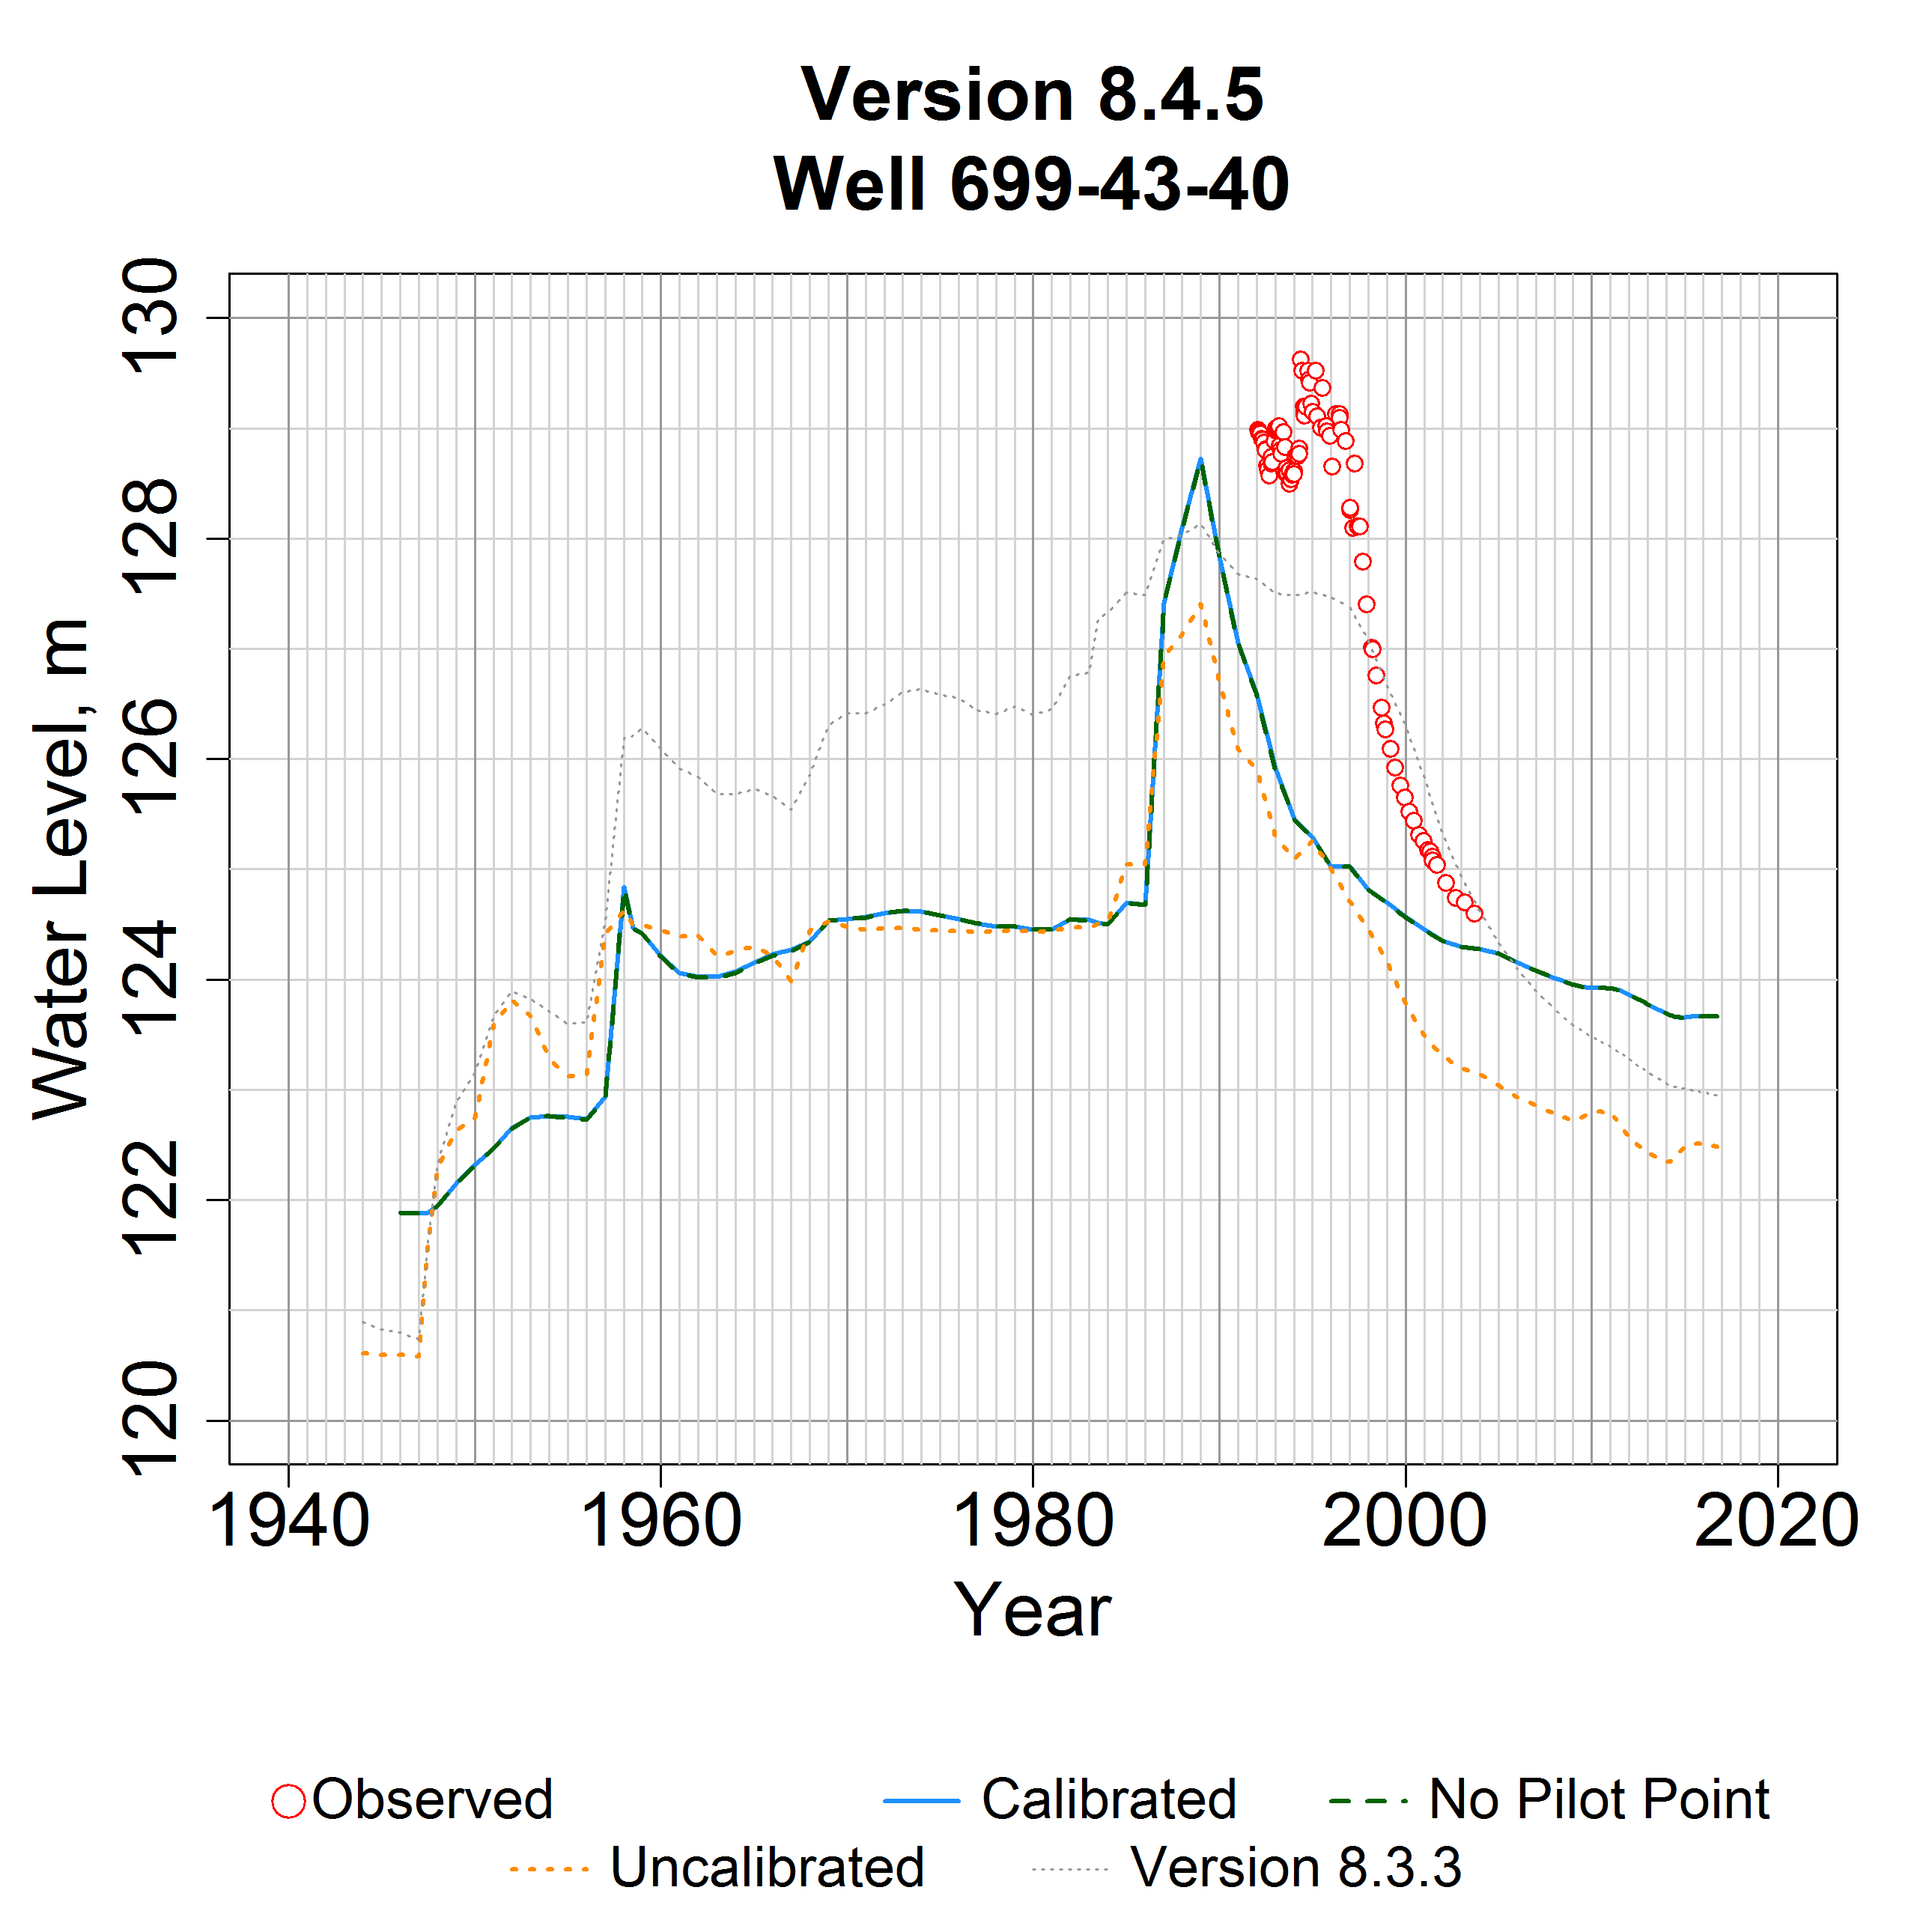 Version 8.4.5
Well 699-43-40
Water Level, m
130
128
126
124
122
120
1940 1960 1980 2000 2020
Year
Observed Calibrated No Pilot Point
Uncalibrated Version 8.3.3